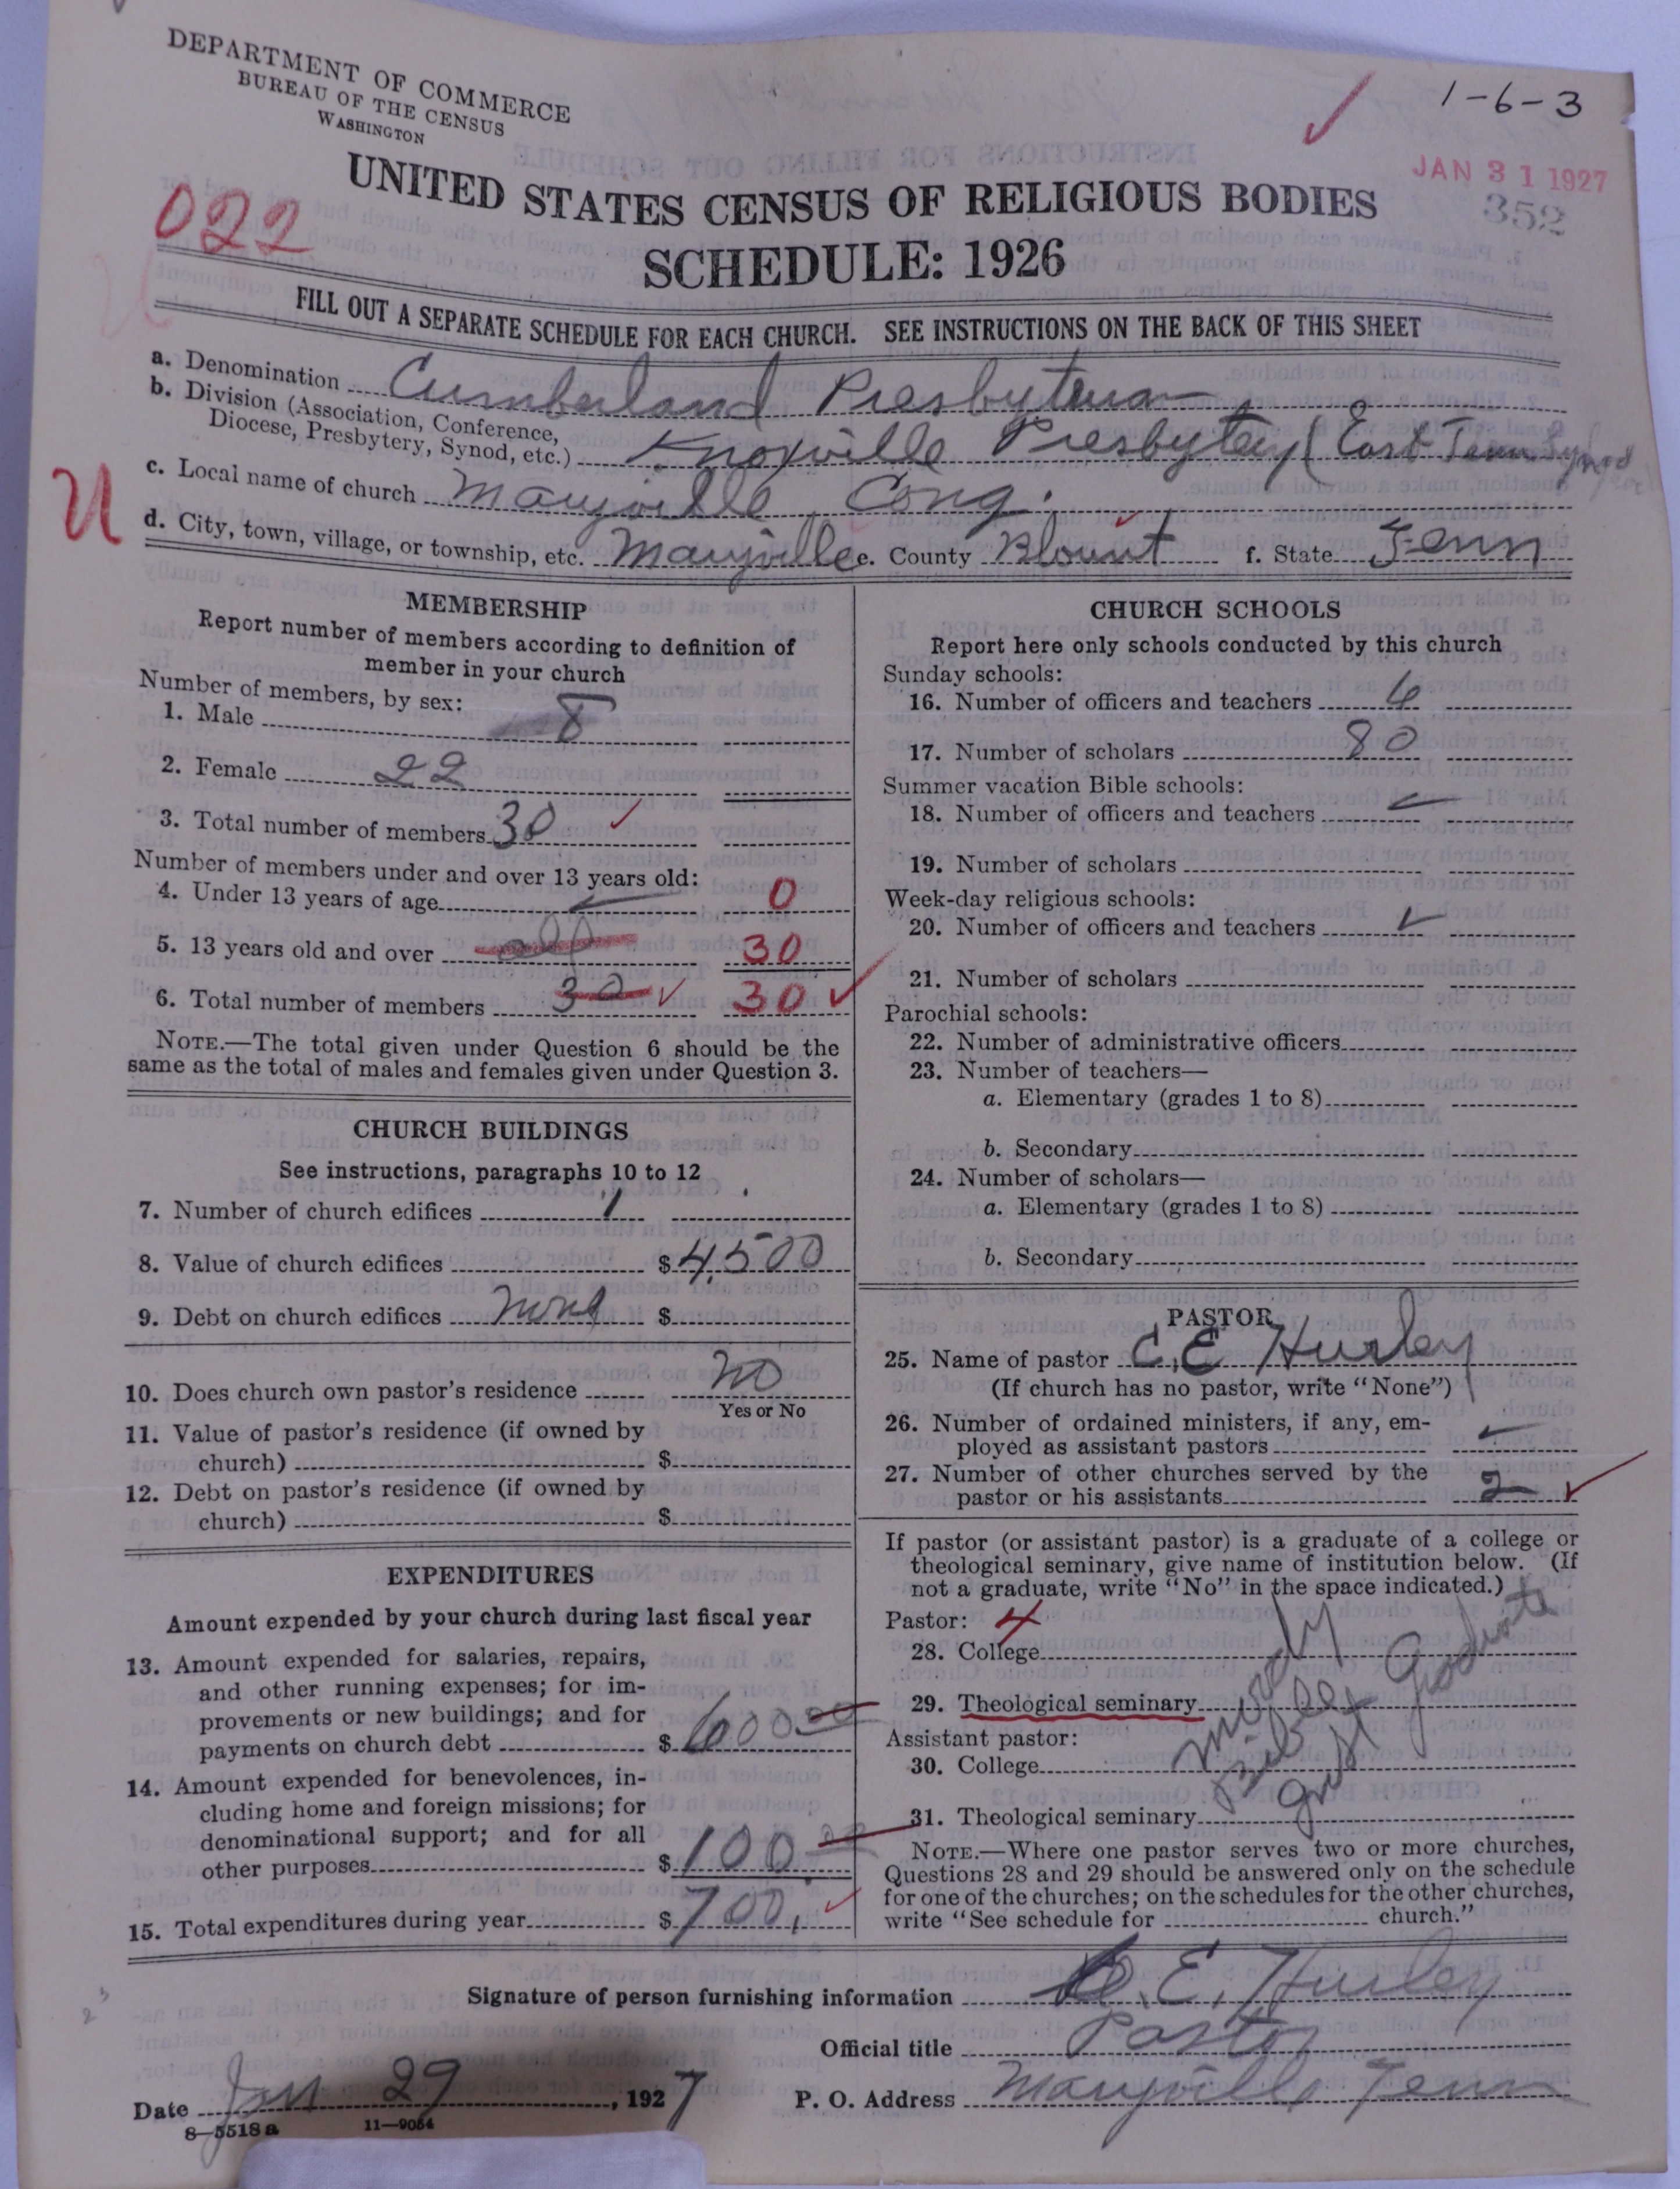 DEPARTMENT OF COMMERCE
BUREAU OF THE CENSUS
WASHINGTON
1-6-3
JAN 31 1927
352
022
UNITED STATES CENSUS OF RELIGIOUS BODIES
SCHEDULE: 1926
FILL OUT A SEPARATE SCHEDULE FOR EACH CHURCH. SEE INSTRUCTIONS ON THE BACK OF THIS SHEET
a. Denomination Cumberland Presbyterian
b. Division (Association, Conference, Diocese, Presbytery, Synod, etc.) Knoxville Presbytery (East Tenn Synod
U
c. Local name of church Maryville Cong.
d. City, town, village, or township, etc. Maryville e. County Blount f. State Tenn
MEMBERSHIP
Report number of members according to definition of
member in your church
Number of members, by sex:
1. Male 8
2. Female 22
3. Total number of members 30
Number of members under and over 13 years old:
4. Under 13 years of age 0
5. 13 years old and over all 30
6. Total number of members 30 30
NOTE.—The total given under Question 6 should be the
same as the total of males and females given under Question 3.
CHURCH BUILDINGS
See instructions, paragraphs 10 to 12
7. Number of church edifices 1
8. Value of church edifices $ 4,500
9. Debt on church edifices none $
10. Does church own pastor's residence no
Yes or No
11. Value of pastor's residence (if owned by
church) $
12. Debt on pastor's residence (if owned by
church) $
EXPENDITURES
Amount expended by your church during last fiscal year
13. Amount expended for salaries, repairs,
and other running expenses; for im-
provements or new buildings; and for
payments on church debt $ 600 00
14. Amount expended for benevolences, in-
cluding home and foreign missions; for
denominational support; and for all
other purposes $ 100. 00
15. Total expenditures during year $ 700.
CHURCH SCHOOLS
Report here only schools conducted by this church
Sunday schools:
16. Number of officers and teachers 6
17. Number of scholars 80
Summer vacation Bible schools:
18. Number of officers and teachers
19. Number of scholars
Week-day religious schools:
20. Number of officers and teachers
21. Number of scholars
Parochial schools:
22. Number of administrative officers
23. Number of teachers—
a. Elementary (grades 1 to 8)
b. Secondary
24. Number of scholars—
a. Elementary (grades 1 to 8)
b. Secondary
PASTOR
25. Name of pastor C. E. Hurley
(If church has no pastor, write "None")
26. Number of ordained ministers, if any, em-
ployed as assistant pastors
27. Number of other churches served by the
pastor or his assistants 2
If pastor (or assistant pastor) is a graduate of a college or
theological seminary, give name of institution below. (If
not a graduate, write "No" in the space indicated.)
Pastor: 4
28. College
29. Theological seminary
Moody
Bible
Assistant pastor:
30. College
31. Theological seminary
NOTE.—Where one pastor serves two or more churches,
Questions 28 and 29 should be answered only on the schedule
for one of the churches; on the schedules for the other churches,
write "See schedule for church."
Signature of person furnishing information C. E. Hurley
Official title Pastor
Date Jan 29, 1927 P. O. Address Maryville Tenn
8—5518 a 11—9054